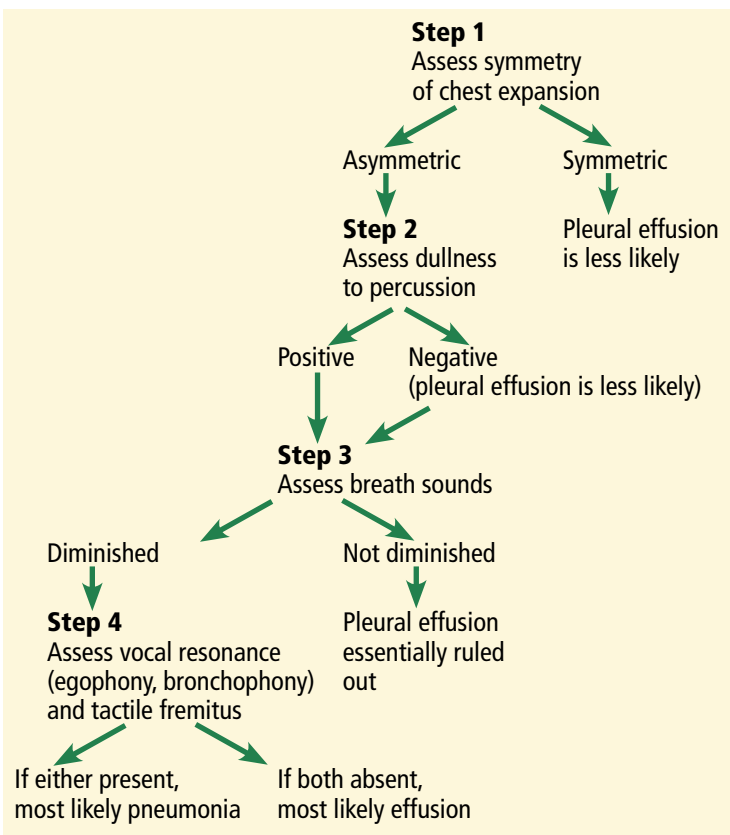 Step 1
Assess symmetry
of chest expansion
Asymmetric
Symmetric
Step 2
Assess dullness
to percussion
Pleural effusion
is less likely
Positive
Negative
(pleural effusion is less likely)
Step 3
Assess breath sounds
Diminished
Not diminished
Step 4
Assess vocal resonance
(egophony, bronchophony)
and tactile fremitus
Pleural effusion
essentially ruled
out
If either present,
most likely pneumonia
If both absent,
most likely effusion